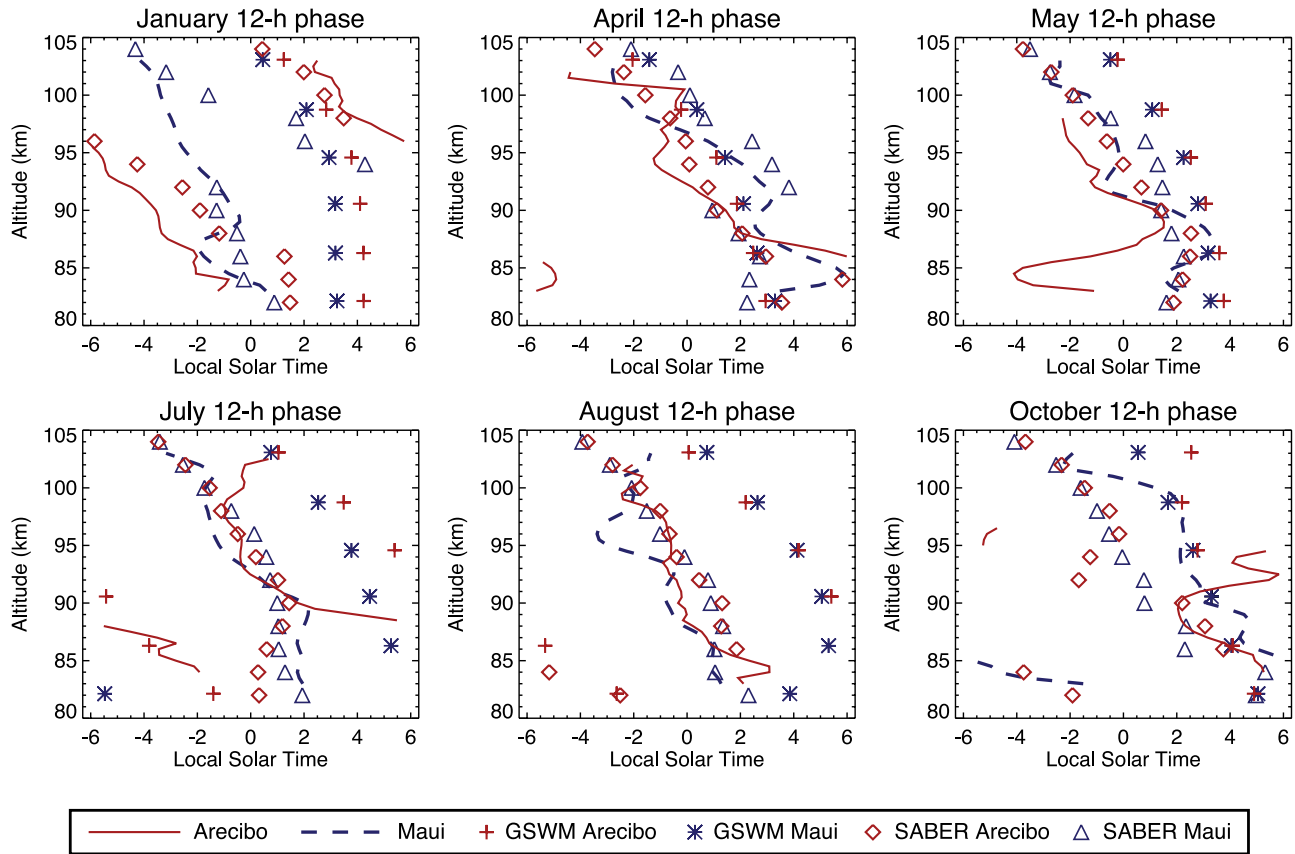 January 12-h phase
April 12-h phase
May 12-h phase
105
100
95
90
85
80
Altitude (km)
-6 -4 -2 0 2 4 6
Local Solar Time
105
100
95
90
85
80
Altitude (km)
-6 -4 -2 0 2 4 6
Local Solar Time
105
100
95
90
85
80
Altitude (km)
-6 -4 -2 0 2 4 6
Local Solar Time
July 12-h phase
August 12-h phase
October 12-h phase
105
100
95
90
85
80
Altitude (km)
-6 -4 -2 0 2 4 6
Local Solar Time
105
100
95
90
85
80
Altitude (km)
-6 -4 -2 0 2 4 6
Local Solar Time
105
100
95
90
85
80
Altitude (km)
-6 -4 -2 0 2 4 6
Local Solar Time
Arecibo Maui GSWM Arecibo GSWM Maui SABER Arecibo SABER Maui